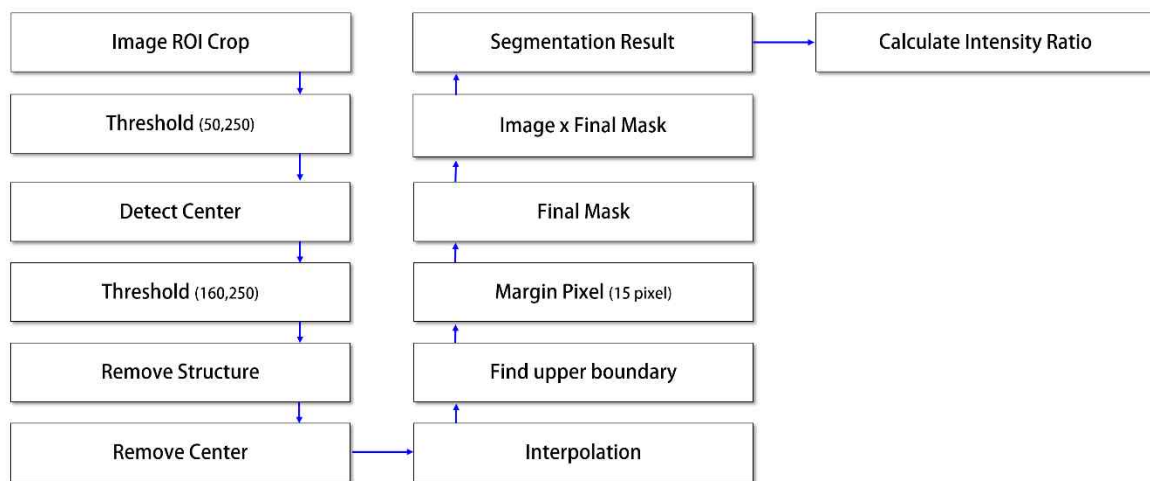 Image ROI Crop
Threshold (50,250)
Detect Center
Threshold (160,250)
Remove Structure
Remove Center
Interpolation
Find upper boundary
Margin Pixel (15 pixel)
Final Mask
Image x Final Mask
Segmentation Result
Calculate Intensity Ratio